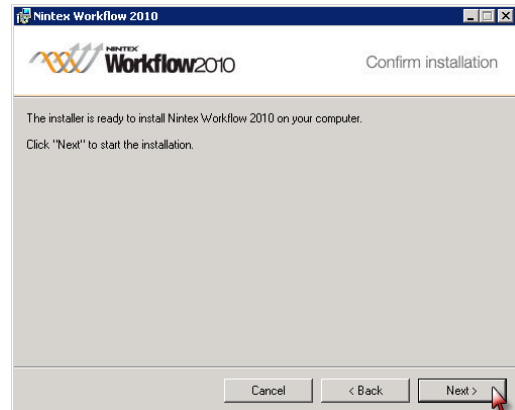 Nintex Workflow 2010
NINTEX
Workflow2010
Confirm installation
The installer is ready to install Nintex Workflow 2010 on your computer.
Click "Next" to start the installation.
Cancel
< Back
Next >